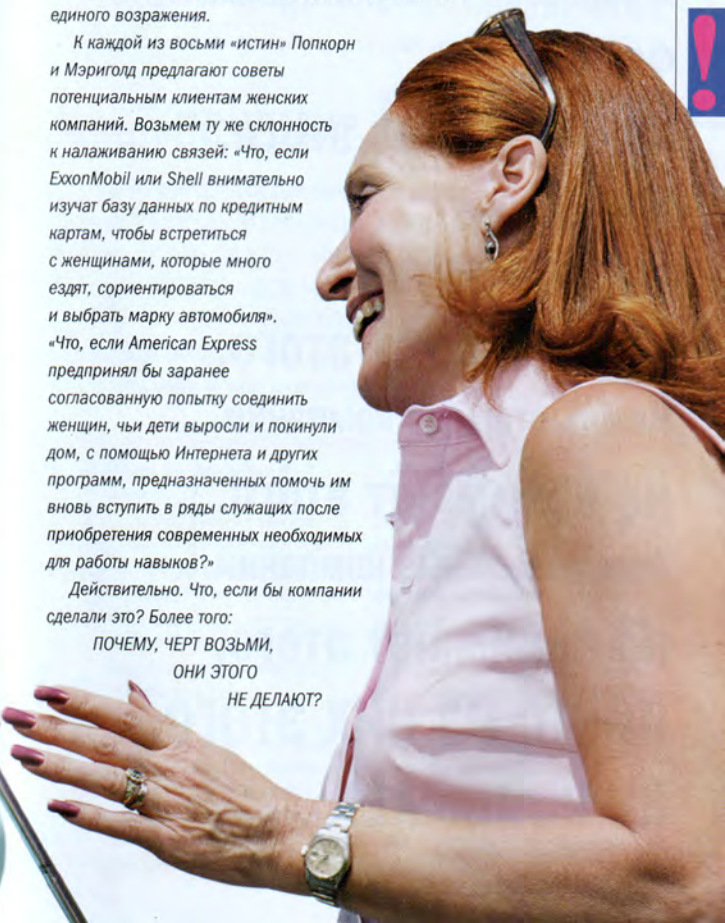 единого возражения.
К каждой из восьми «истин» Попкорн
и Мэриголд предлагают советы
потенциальным клиентам женских
компаний. Возьмем ту же склонность
к налаживанию связей: «Что, если
ExxonMobil или Shell внимательно
изучат базу данных по кредитным
картам, чтобы встретиться
с женщинами, которые много
ездят, сориентироваться
и выбрать марку автомобиля».
«Что, если American Express
предпринял бы заранее
согласованную попытку соединить
женщин, чьи дети выросли и покинули
дом, с помощью Интернета и других
программ, предназначенных помочь им
вновь вступить в ряды служащих после
приобретения современных необходимых
для работы навыков?»
Действительно. Что, если бы компании
сделали это? Более того:
ПОЧЕМУ, ЧЕРТ ВОЗЬМИ,
ОНИ ЭТОГО
НЕ ДЕЛАЮТ?
!